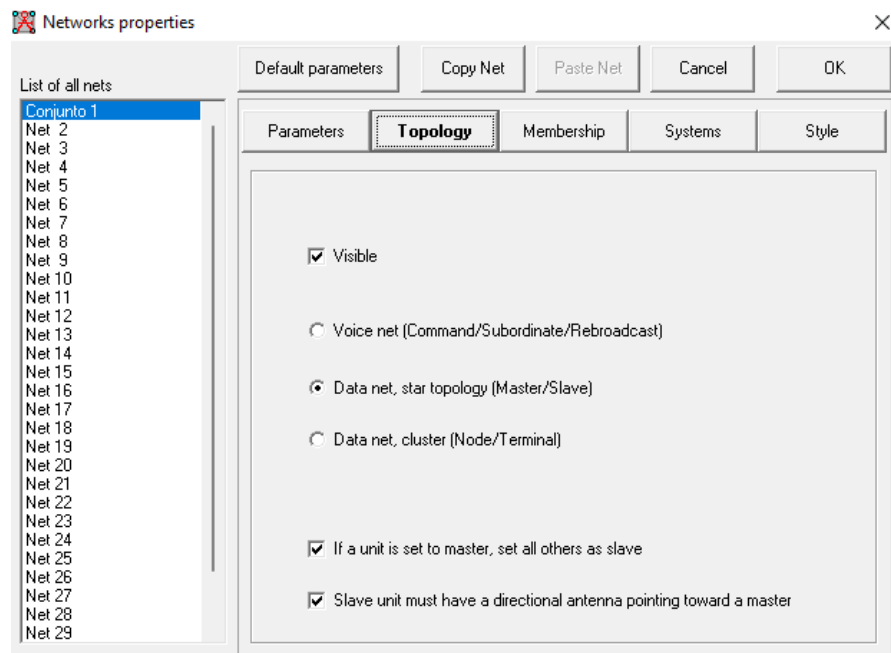 Networks properties
Default parameters
Copy Net
Paste Net
Cancel
OK
List of all nets
Conjunto 1
Net 2
Net 3
Net 4
Net 5
Net 6
Net 7
Net 8
Net 9
Net 10
Net 11
Net 12
Net 13
Net 14
Net 15
Net 16
Net 17
Net 18
Net 19
Net 20
Net 21
Net 22
Net 23
Net 24
Net 25
Net 26
Net 27
Net 28
Net 29
Parameters
Topology
Membership
Systems
Style
Visible
Voice net (Command/Subordinate/Rebroadcast)
Data net, star topology (Master/Slave)
Data net, cluster (Node/Terminal)
If a unit is set to master, set all others as slave
Slave unit must have a directional antenna pointing toward a master